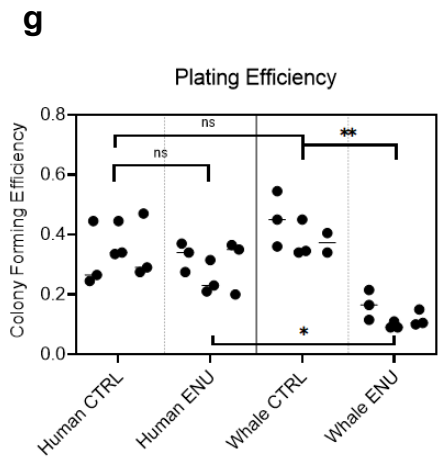 g
Plating Efficiency
Colony Forming Efficiency
0.8
0.6
0.4
0.2
0.0
ns
**
ns
*
Human CTRL
Human ENU
Whale CTRL
Whale ENU